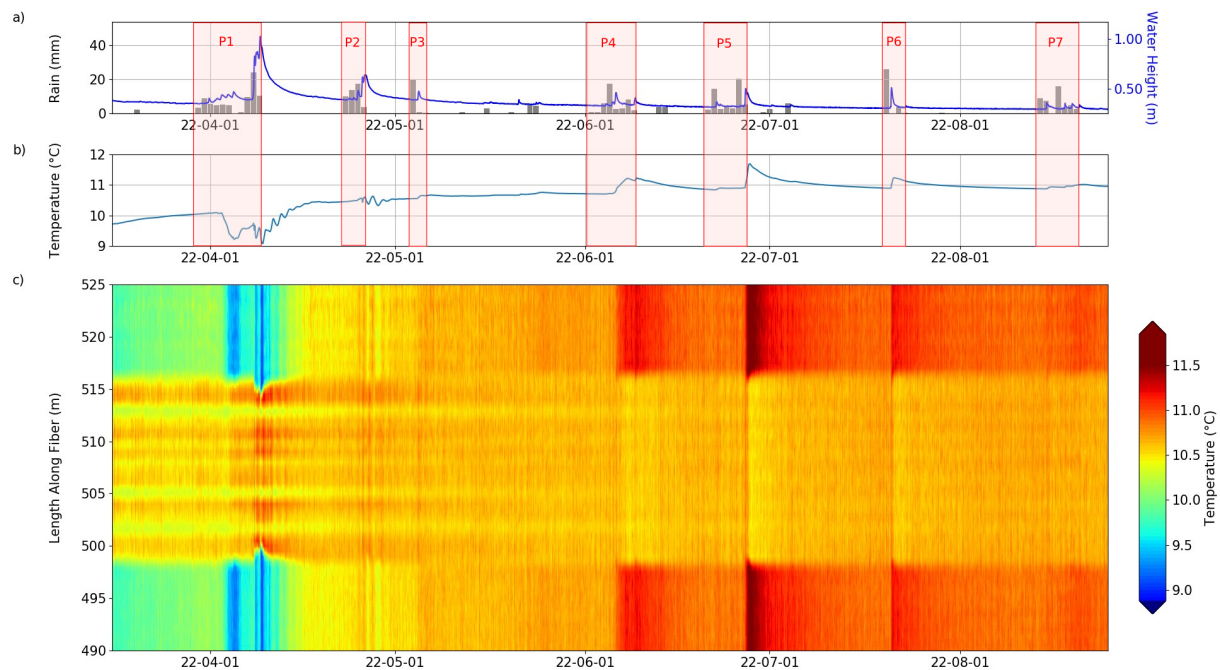 a)
P1 P2 P3 P4 P5 P6 P7
Rain (mm)
40
20
0
1.00
0.50
Water Height (m)
22-04-01 22-05-01 22-06-01 22-07-01 22-08-01
b)
Temperature (°C)
12
11
10
9
22-04-01 22-05-01 22-06-01 22-07-01 22-08-01
c)
Length Along Fiber (m)
525
520
515
510
505
500
495
490
22-04-01 22-05-01 22-06-01 22-07-01 22-08-01
11.5
11.0
10.5
10.0
9.5
9.0
Temperature (°C)